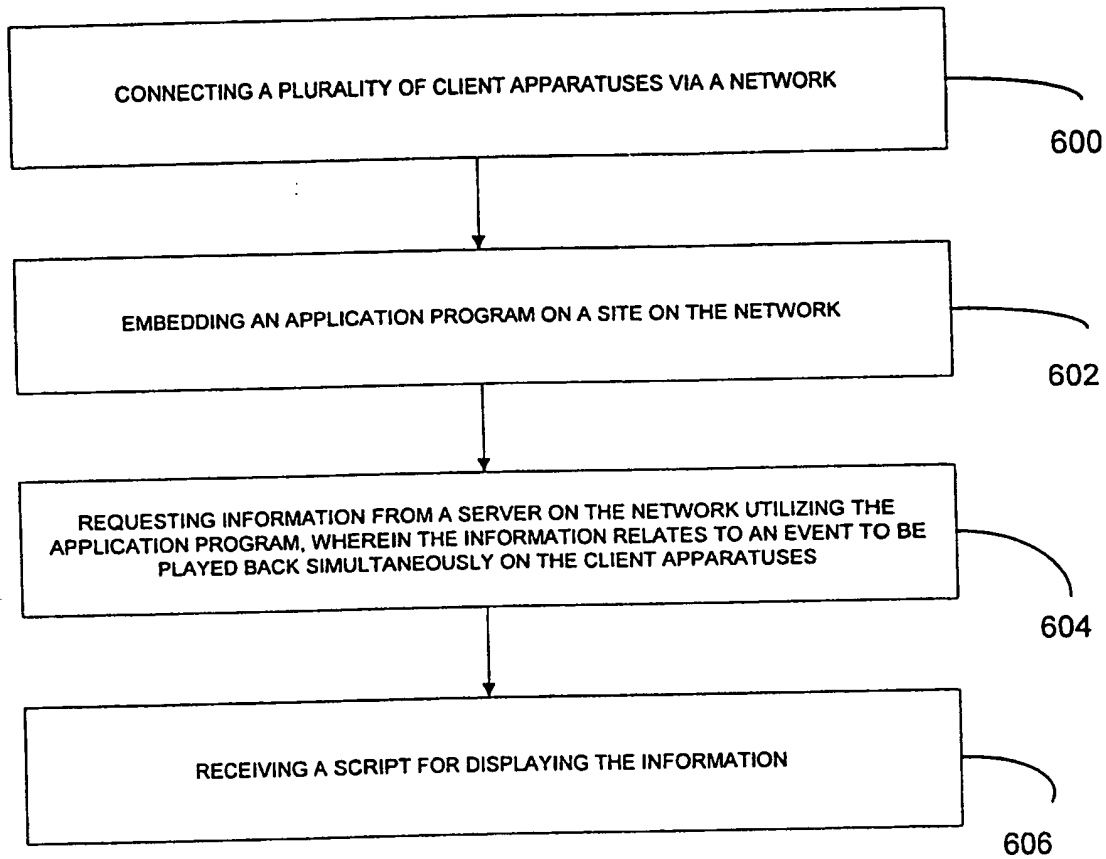 CONNECTING A PLURALITY OF CLIENT APPARATUSES VIA A NETWORK
600
EMBEDDING AN APPLICATION PROGRAM ON A SITE ON THE NETWORK
602
REQUESTING INFORMATION FROM A SERVER ON THE NETWORK UTILIZING THE
APPLICATION PROGRAM, WHEREIN THE INFORMATION RELATES TO AN EVENT TO BE
PLAYED BACK SIMULTANEOUSLY ON THE CLIENT APPARATUSES
604
RECEIVING A SCRIPT FOR DISPLAYING THE INFORMATION
606